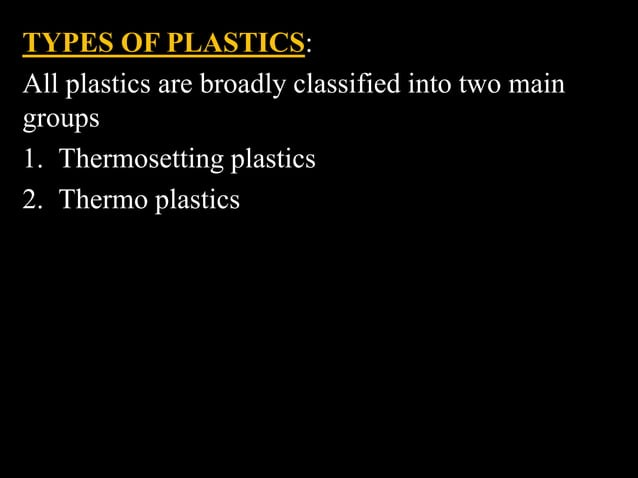 TYPES OF PLASTICS:
All plastics are broadly classified into two main
groups
1. Thermosetting plastics
2. Thermo plastics